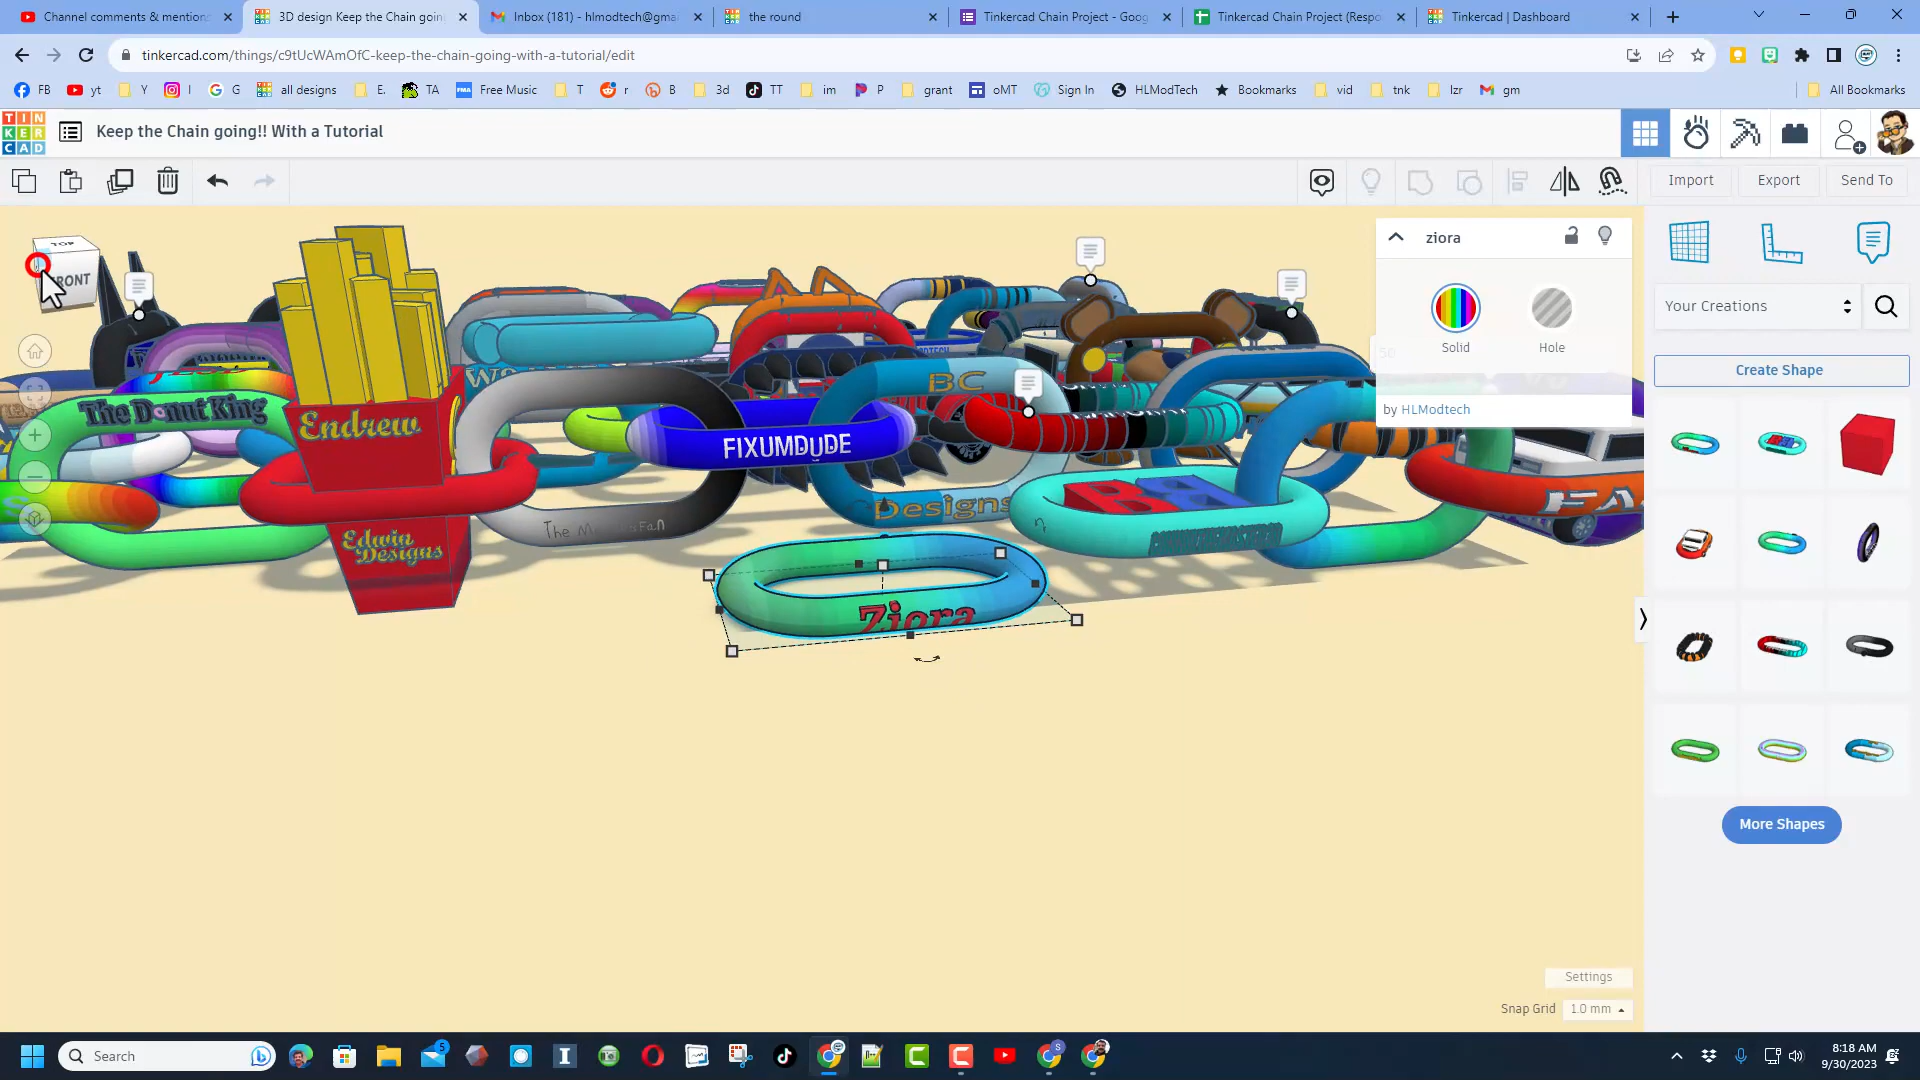 Channel comments & mention
3D design Keep the Chain goin
Inbox (181) - hlmodtech@gma
the round
Tinkercad Chain Project - Goog
Tinkercad Chain Project (Respo
Tinkercad | Dashboard
tinkercad.com/things/c9tUcWAmOfC-keep-the-chain-going-with-a-tutorial/edit
FB
yt
Y
I
G
all designs
E.
TA
FMA
Free Music
T
r
B
3d
TT
im
P
grant
oMT
Sign In
HLModTech
Bookmarks
vid
tnk
lzr
gm
All Bookmarks
TIN
KER
CAD
Keep the Chain going!! With a Tutorial
Import
Export
Send To
TOP
FRONT
ziora
Solid
Hole
by HLModtech
Your Creations
Create Shape
More Shapes
The Donut King
Endrew
Edwin
Designs
FIXUMDUDE
BC
Designs
Ziora
FA
Settings
Snap Grid
1.0 mm
Search
5
8:18 AM
9/30/2023